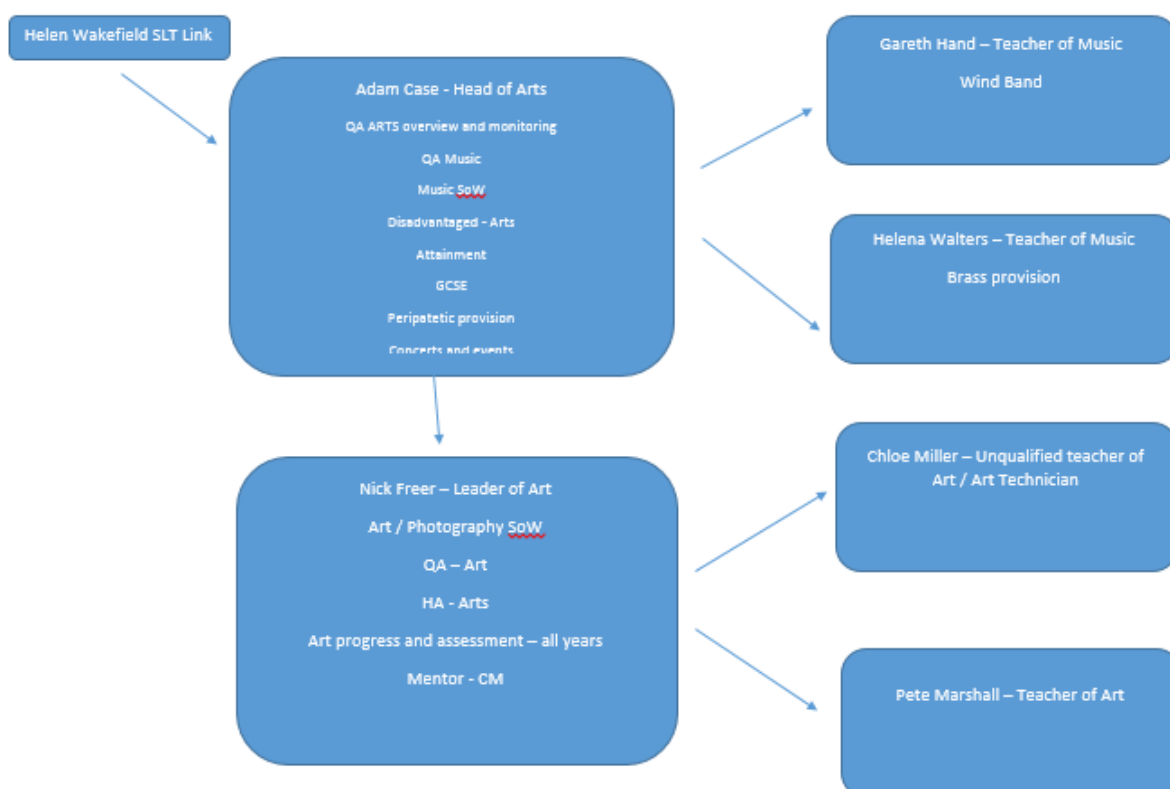 Helen Wakefield SLT Link
Adam Case - Head of Arts
QA ARTS overview and monitoring
QA Music
Music SoW
Disadvantaged - Arts
Attainment
GCSE
Peripatetic provision
Concerts and events
Gareth Hand – Teacher of Music
Wind Band
Helena Walters – Teacher of Music
Brass provision
Nick Freer – Leader of Art
Art / Photography SoW
QA – Art
HA - Arts
Art progress and assessment – all years
Mentor - CM
Chloe Miller – Unqualified teacher of
Art / Art Technician
Pete Marshall – Teacher of Art